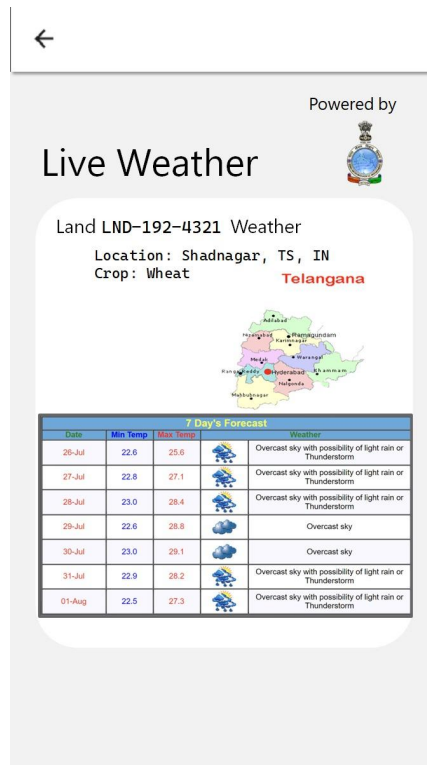 Powered by
Live Weather
Land LND-192-4321 Weather
Location: Shadnagar, TS, IN
Crop: Wheat
Telangana
Adilabad
Nizamabad
Ramagundam
Karimnagar
Medak
Warangal
Ranga Reddy
Hyderabad
Khammam
Nalgonda
Mahbubnagar
7 Day's Forecast
Date Min Temp Max Temp Weather
26-Jul 22.6 25.6 Overcast sky with possibility of light rain or
Thunderstorm
27-Jul 22.8 27.1 Overcast sky with possibility of light rain or
Thunderstorm
28-Jul 23.0 28.4 Overcast sky with possibility of light rain or
Thunderstorm
29-Jul 22.6 28.8 Overcast sky
30-Jul 23.0 29.1 Overcast sky
31-Jul 22.9 28.2 Overcast sky with possibility of light rain or
Thunderstorm
01-Aug 22.5 27.3 Overcast sky with possibility of light rain or
Thunderstorm